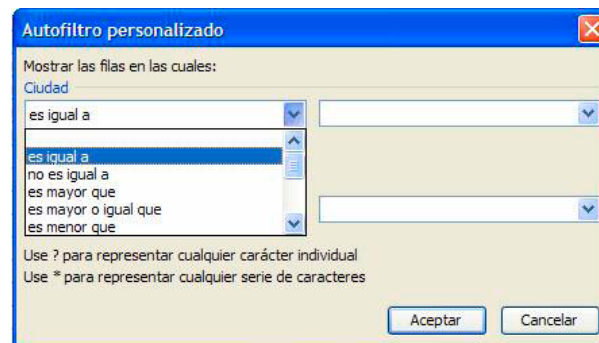 Autofiltro personalizado
Mostrar las filas en las cuales:
Ciudad
es igual a
es igual a
no es igual a
es mayor que
es mayor o igual que
es menor que
Use ? para representar cualquier carácter individual
Use * para representar cualquier serie de caracteres
Aceptar Cancelar